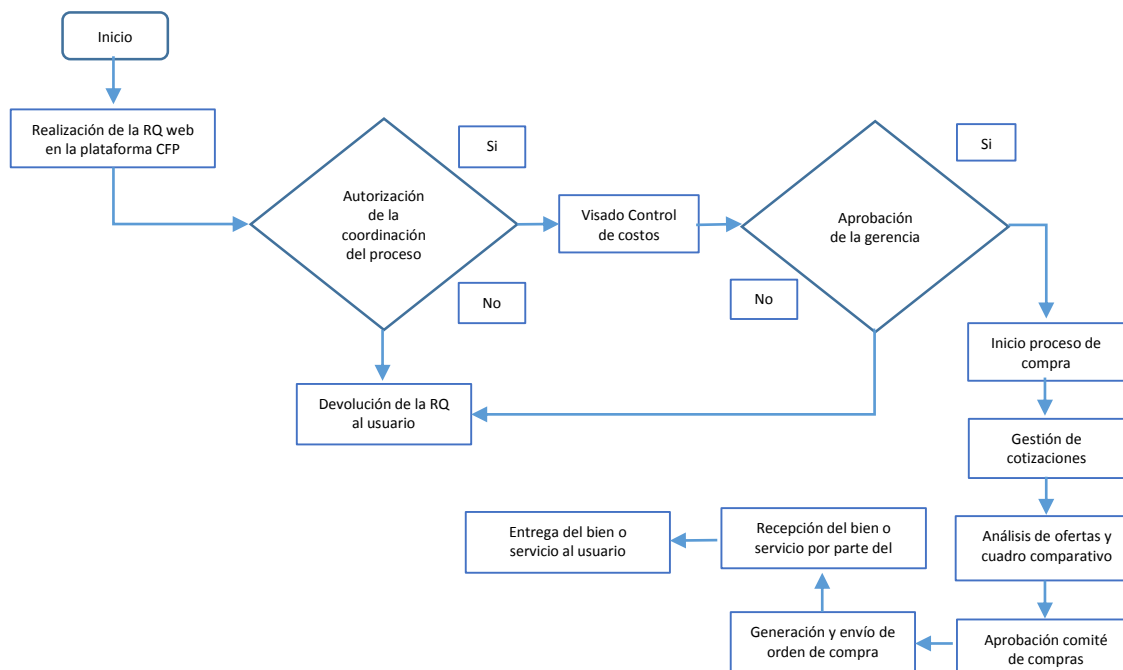 Inicio
Realización de la RQ web
en la plataforma CFP
Si
Autorización
de la
coordinación
del proceso
No
Visado Control
de costos
Si
Aprobación
de la gerencia
No
Devolución de la RQ
al usuario
Inicio proceso de
compra
Gestión de
cotizaciones
Análisis de ofertas y
cuadro comparativo
Aprobación comité
de compras
Generación y envío de
orden de compra
Recepción del bien o
servicio por parte del
Entrega del bien o
servicio al usuario